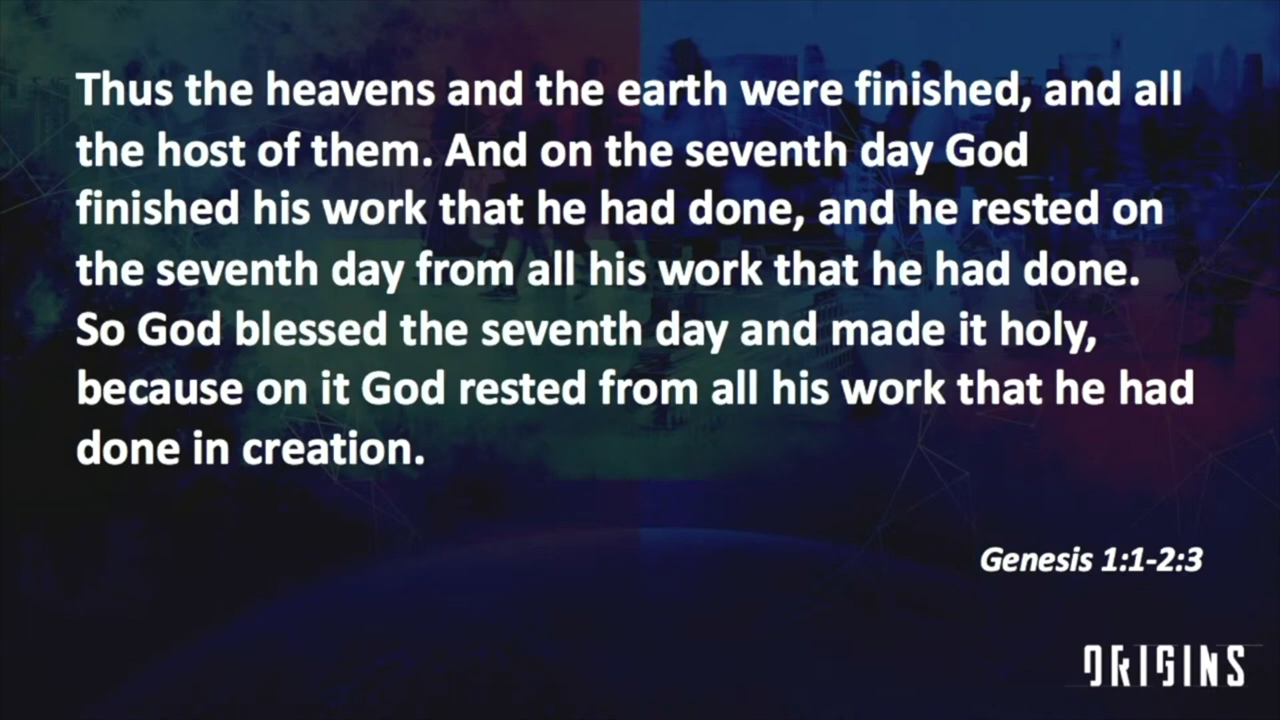 Thus the heavens and the earth were finished, and all
the host of them. And on the seventh day God
finished his work that he had done, and he rested on
the seventh day from all his work that he had done.
So God blessed the seventh day and made it holy,
because on it God rested from all his work that he had
done in creation.
Genesis 1:1-2:3
ORIGINS